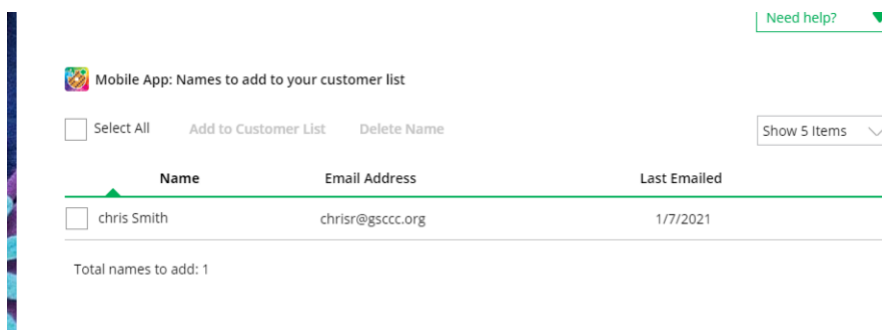 Need help?
Mobile App: Names to add to your customer list
Select All Add to Customer List Delete Name Show 5 Items
Name Email Address Last Emailed
chris Smith chrisr@gsccc.org 1/7/2021
Total names to add: 1